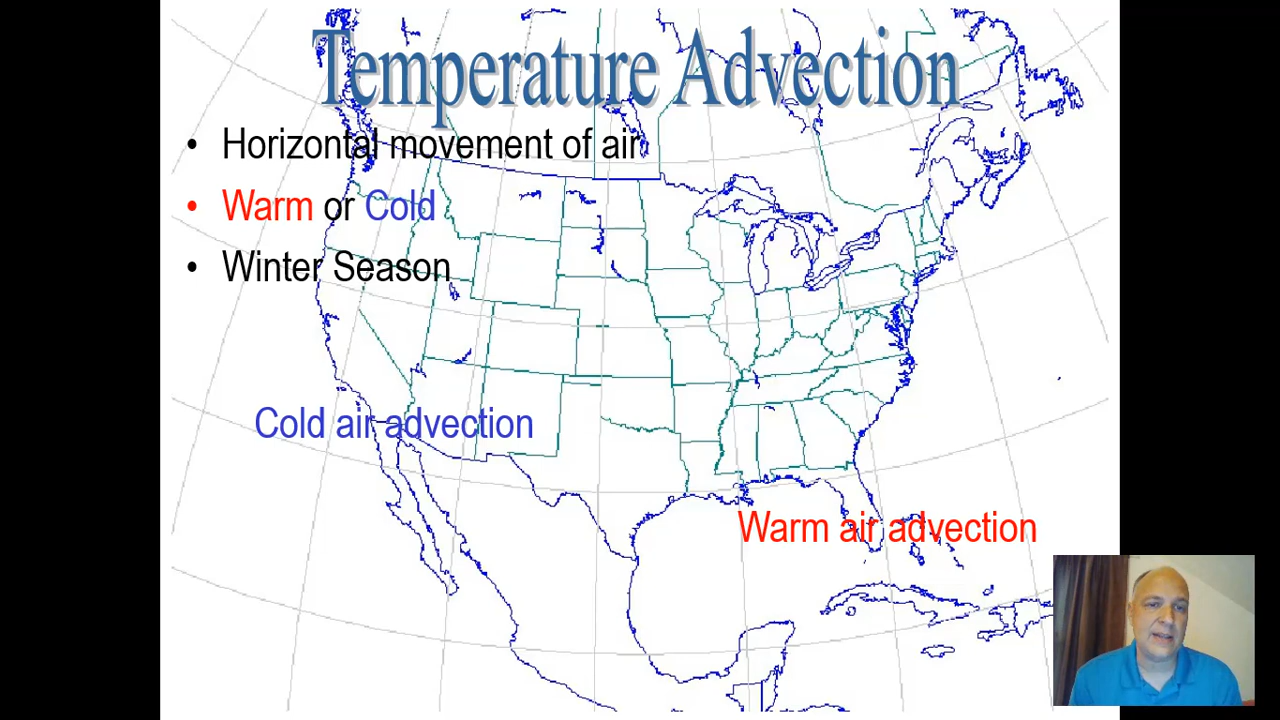 Temperature Advection
• Horizontal movement of air
• Warm or Cold
• Winter Season
Cold air advection
Warm air advection